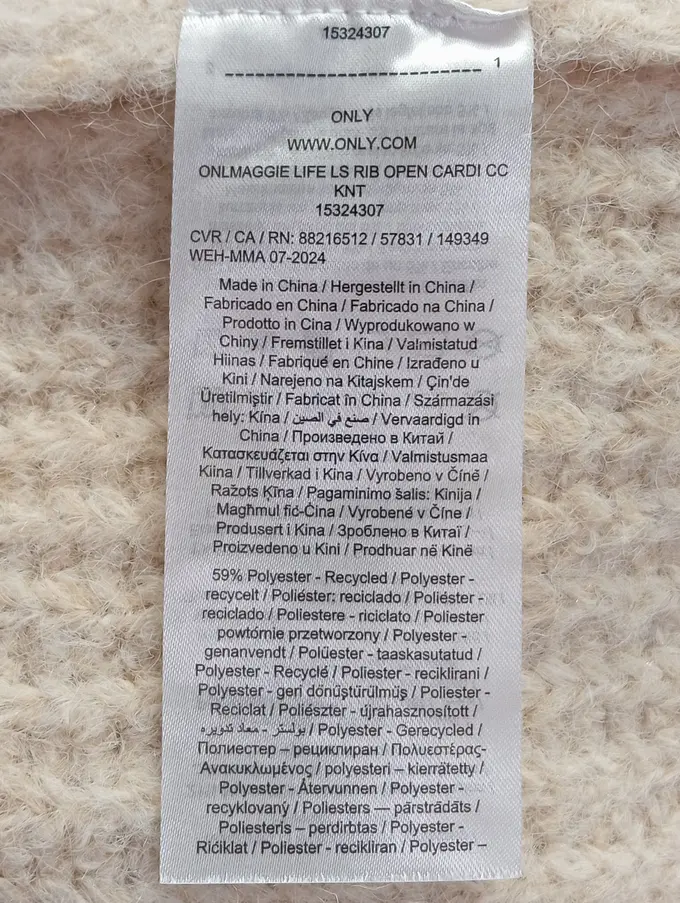 15324307
1
ONLY
WWW.ONLY.COM
ONLMAGGIE LIFE LS RIB OPEN CARDI CC
KNT
15324307
CVR / CA / RN: 88216512 / 57831 / 149349
WEH-MMA 07-2024
Made in China / Hergestellt in China /
Fabricado en China / Fabricado na China /
Prodotto in Cina / Wyprodukowano w
Chiny / Fremstillet i Kina / Valmistatud
Hiinas / Fabriqué en Chine / Izrađeno u
Kini / Narejeno na Kitajskem / Çin'de
Üretilmiştir / Fabricat în China / Származási
hely: Kína / صنع في الصين / Vervaardigd in
China / Произведено в Китай /
Κατασκευάζεται στην Κίνα / Valmistusmaa
Kiina / Tillverkad i Kina / Vyrobeno v Číně /
Ražots Ķīna / Pagaminimo šalis: Kinija /
Magħmul fiċ-Ċina / Vyrobené v Číne /
Produsert i Kina / Зроблено в Китаї /
Proizvedeno u Kini / Prodhuar në Kinë
59% Polyester - Recycled / Polyester -
recycelt / Poliéster: reciclado / Poliéster -
reciclado / Poliestere - riciclato / Poliester
powtórnie przetworzony / Polyester -
genanvendt / Polüester - taaskasutatud /
Polyester - Recyclé / Poliester - reciklirani /
Polyester - geri dönüştürülmüş / Poliester -
Reciclat / Poliészter - újrahasznosított /
بوليستر - معاد تدويره / Polyester - Gerecycled /
Полиестер – рециклиран / Πολυεστέρας-
Ανακυκλωμένος / polyesteri – kierrätetty /
Polyester - Återvunnen / Polyester -
recyklovaný / Poliesters — pārstrādāts /
Poliesteris – perdirbtas / Polyester -
Riċiklat / Poliester - recikliran / Polyester –